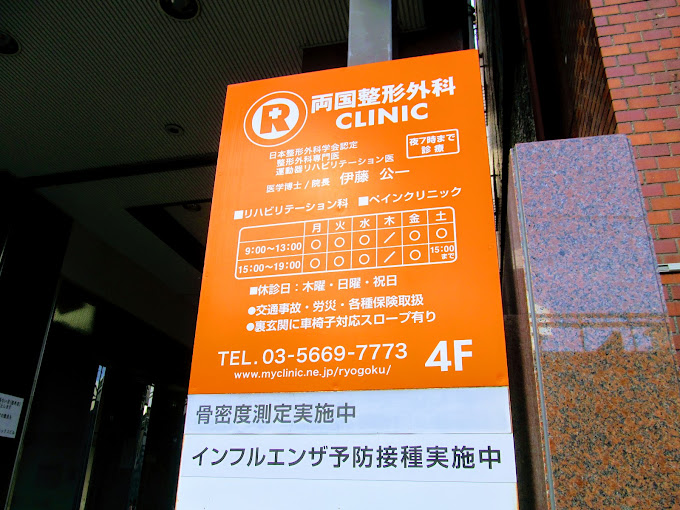 R
両国整形外科
CLINIC
日本整形外科学会認定
整形外科専門医
運動器リハビリテーション医
医学博士/院長 伊藤 公一
夜7時まで
診療
■リハビリテーション科 ■ペインクリニック
月 火 水 木 金 土
9:00〜13:00 ○ ○ ○ / ○ ○
15:00〜19:00 ○ ○ ○ / ○ 15:00まで
■休診日:木曜・日曜・祝日
●交通事故・労災・各種保険取扱
●裏玄関に車椅子対応スロープ有り
TEL. 03-5669-7773 4F
www.myclinic.ne.jp/ryogoku/
骨密度測定実施中
インフルエンザ予防接種実施中